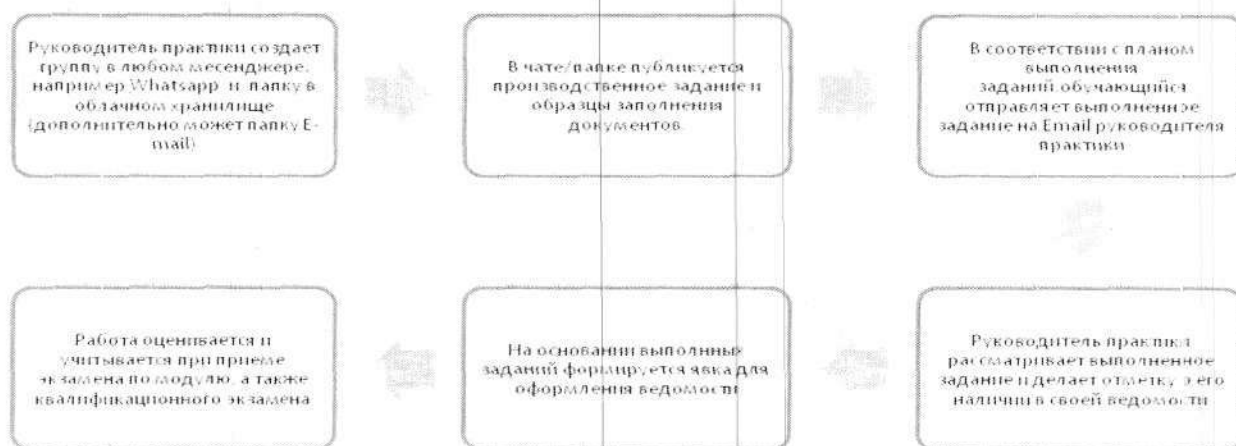 Руководитель практики создает
группу в любом месенджере,
например Whatsapp и папку в
облачном хранилище
(дополнительно может папку E-
mail)
В чате/папке публикуется
производственное задание и
образцы заполнения
документов.
В соответствии с планом
выполнения
заданий обучающийся
отправляет выполненное
задание на Email руководителя
практики
Руководитель практики
рассматривает выполненное
задание и делает отметку о его
наличии в своей ведомости
На основании выполнных
заданий формируется явка для
оформления ведомости
Работа оценивается и
учитывается при приеме
экзамена по модулю, а также
квалификационного экзамена